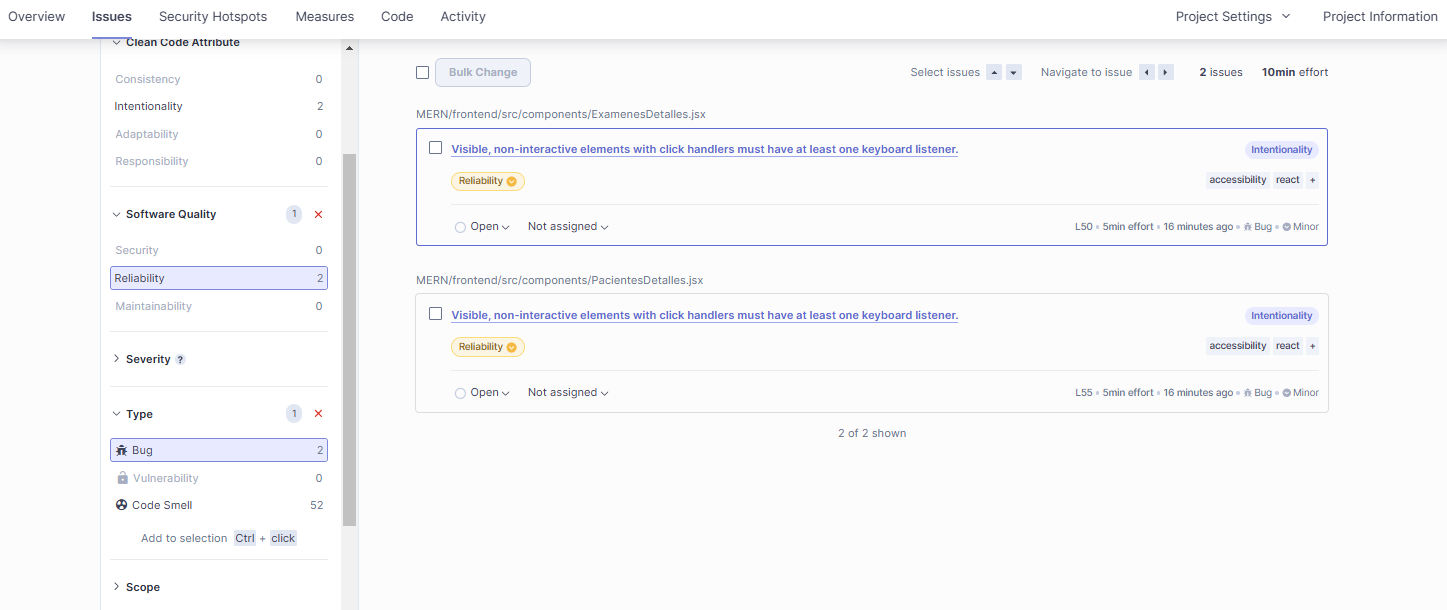 Overview Issues Security Hotspots Measures Code Activity Project Settings Project Information
Clean Code Attribute
Consistency 0
Intentionality 2
Adaptability 0
Responsibility 0
Software Quality 1
Security 0
Reliability 2
Maintainability 0
Severity ?
Type 1
Bug 2
Vulnerability 0
Code Smell 52
Add to selection Ctrl + click
Scope
Bulk Change Select issues Navigate to issue 2 issues 10min effort
MERN/frontend/src/components/ExamenesDetalles.jsx
Visible, non-interactive elements with click handlers must have at least one keyboard listener. Intentionality
Reliability accessibility react +
Open Not assigned L50 • 5min effort • 16 minutes ago • Bug • Minor
MERN/frontend/src/components/PacientesDetalles.jsx
Visible, non-interactive elements with click handlers must have at least one keyboard listener. Intentionality
Reliability accessibility react +
Open Not assigned L55 • 5min effort • 16 minutes ago • Bug • Minor
2 of 2 shown